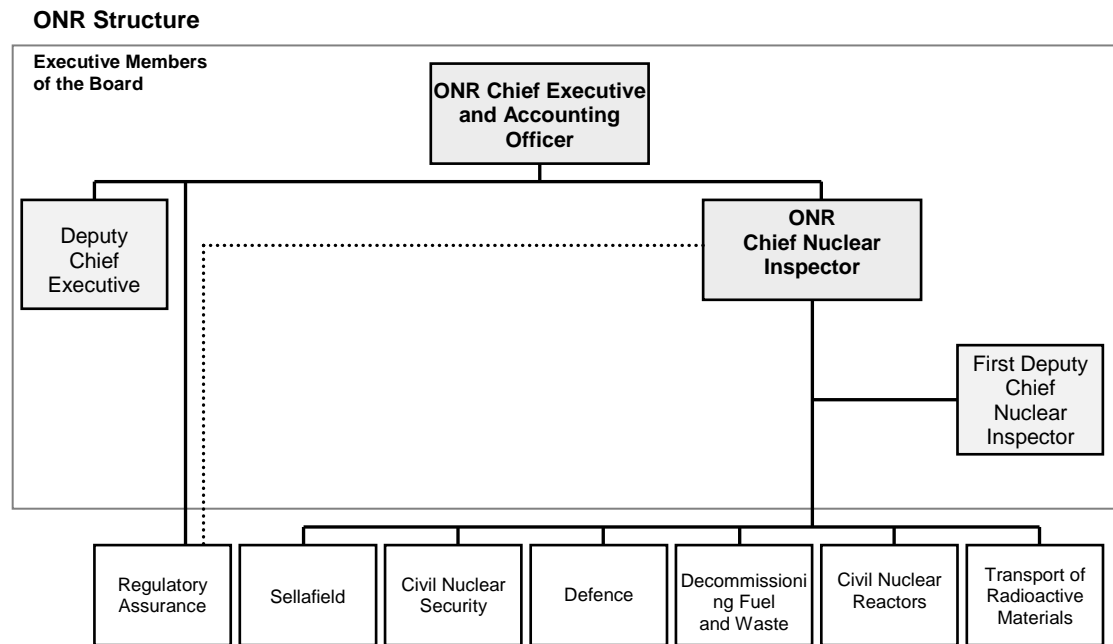 ONR Structure
Executive Members
of the Board
ONR Chief Executive
and Accounting
Officer
Deputy
Chief
Executive
ONR
Chief Nuclear
Inspector
First Deputy
Chief
Nuclear
Inspector
Regulatory
Assurance
Sellafield
Civil Nuclear
Security
Defence
Decommissioni
ng Fuel
and Waste
Civil Nuclear
Reactors
Transport of
Radioactive
Materials